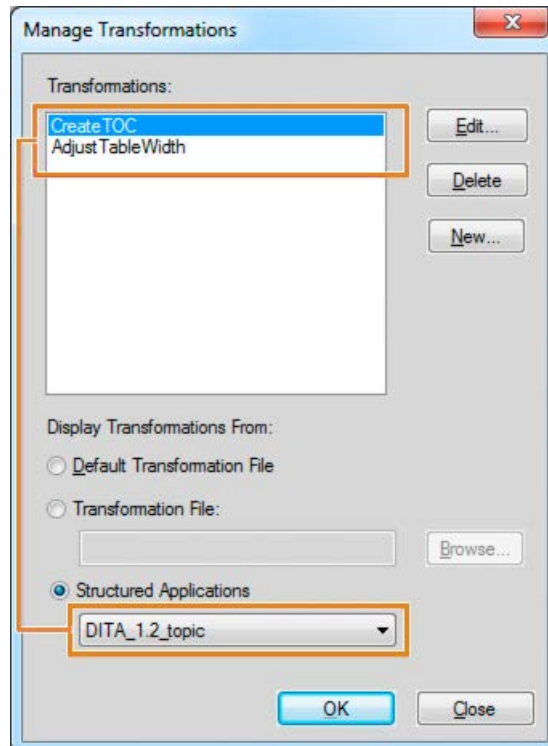 Manage Transformations
Transformations:
CreateTOC
AdjustTableWidth
Edit...
Delete
New...
Display Transformations From:
Default Transformation File
Transformation File:
Browse...
Structured Applications
DITA_1.2_topic
OK
Close